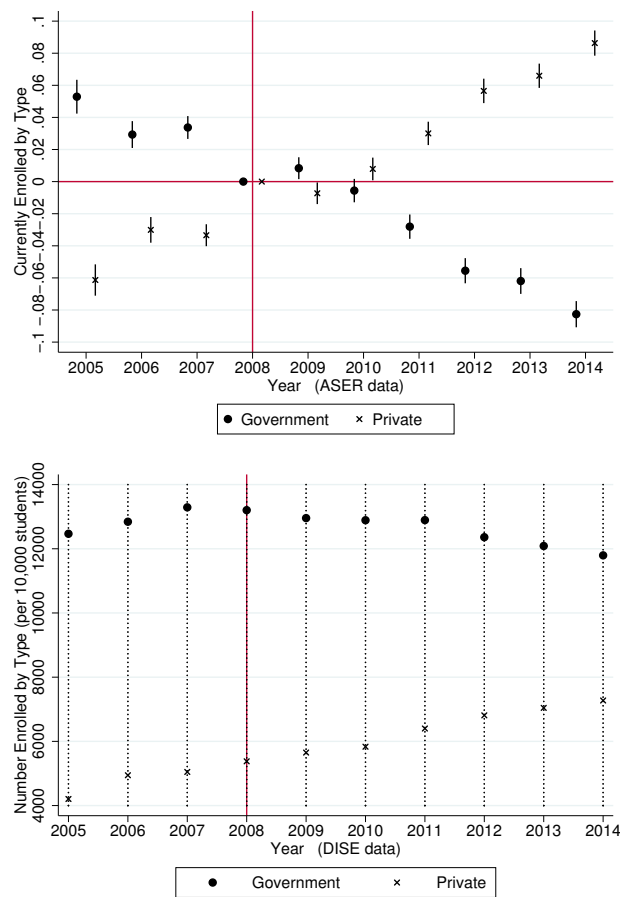 Currently Enrolled by Type
.1
.08
.06
.04
.02
0
-.02
-.04
-.06
-.08
-.1
2005 2006 2007 2008 2009 2010 2011 2012 2013 2014
Year (ASER data)
Government Private
Number Enrolled by Type (per 10,000 students)
14000
12000
10000
8000
6000
4000
2005 2006 2007 2008 2009 2010 2011 2012 2013 2014
Year (DISE data)
Government Private